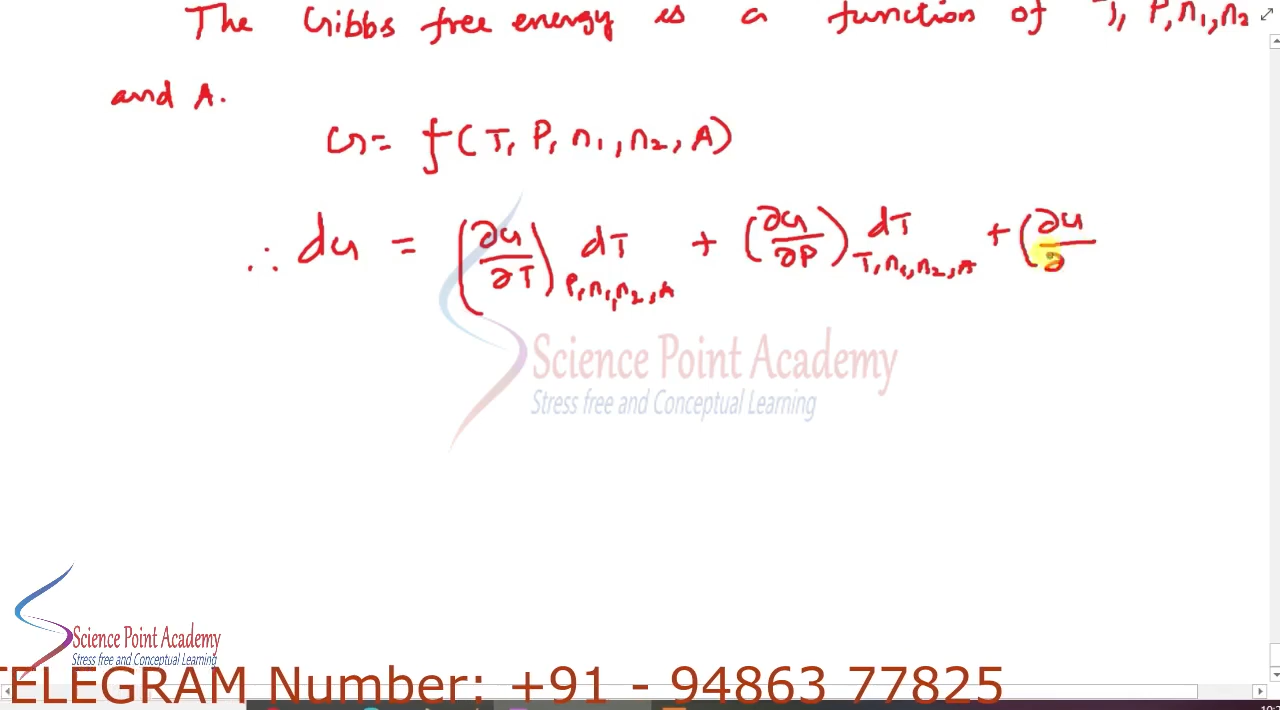 The Gibbs free energy is a function of T, P, n₁, n₂
and A.
G = f(T, P, n₁, n₂, A)
∴ dG = (∂G/∂T)P,n₁,n₂,A dT + (∂G/∂P)T,n₁,n₂,A dT + (∂G/∂
Science Point Academy
Stress free and Conceptual Learning
Science Point Academy
Stress free and Conceptual Learning
TELEGRAM Number: +91 - 94863 77825